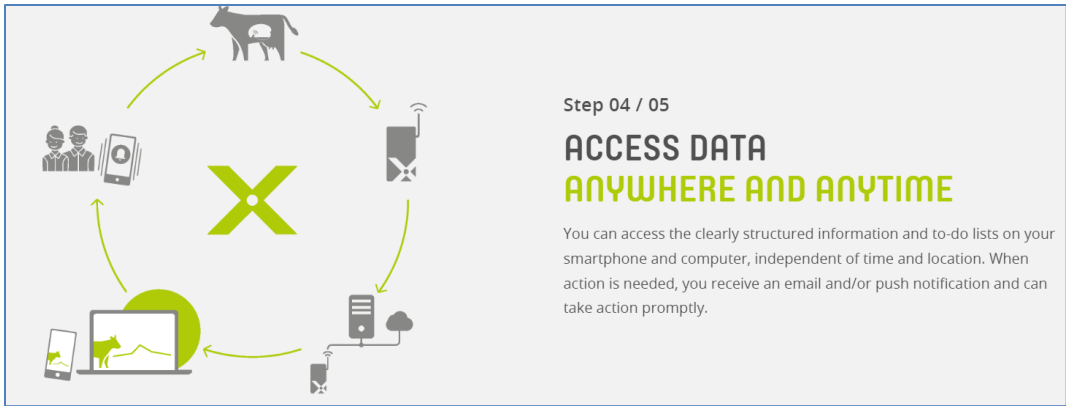 Step 04 / 05
ACCESS DATA
ANYWHERE AND ANYTIME
You can access the clearly structured information and to-do lists on your
smartphone and computer, independent of time and location. When
action is needed, you receive an email and/or push notification and can
take action promptly.